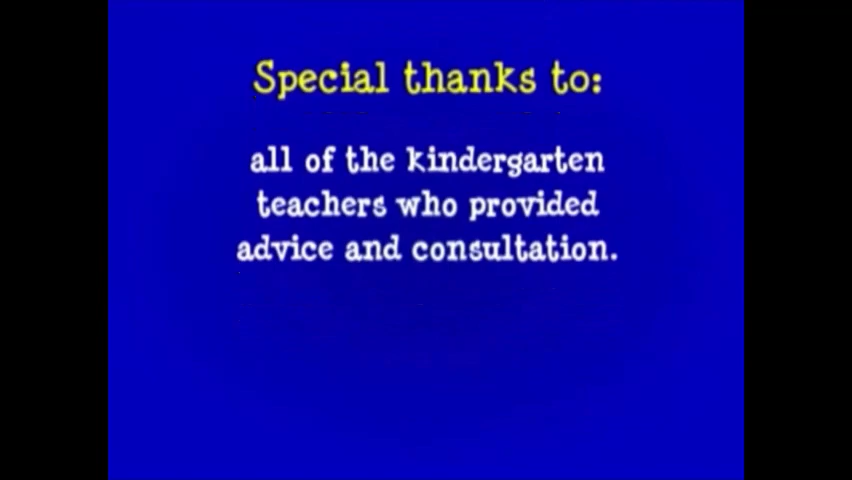 Special thanks to:
all of the kindergarten
teachers who provided
advice and consultation.